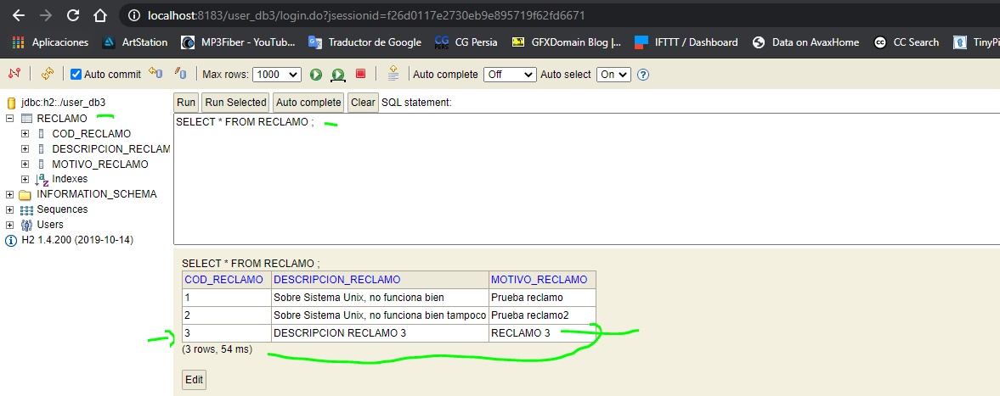 localhost:8183/user_db3/login.do?jsessionid=f26d0117e2730eb9e895719f62fd6671
Aplicaciones ArtStation MP3Fiber - YouTub... Traductor de Google CG PERS CG Persia GFXDomain Blog |... IFTTT / Dashboard Data on AvaxHome cc CC Search TinyPi
Auto commit Max rows: 1000 Auto complete Off Auto select On ?
jdbc:h2:./user_db3
RECLAMO
COD_RECLAMO
DESCRIPCION_RECLAM
MOTIVO_RECLAMO
Indexes
INFORMATION_SCHEMA
Sequences
Users
H2 1.4.200 (2019-10-14)
Run Run Selected Auto complete Clear SQL statement:
SELECT * FROM RECLAMO ;
SELECT * FROM RECLAMO ;
COD_RECLAMO DESCRIPCION_RECLAMO MOTIVO_RECLAMO
1 Sobre Sistema Unix, no funciona bien Prueba reclamo
2 Sobre Sistema Unix, no funciona bien tampoco Prueba reclamo2
3 DESCRIPCION RECLAMO 3 RECLAMO 3
(3 rows, 54 ms)
Edit